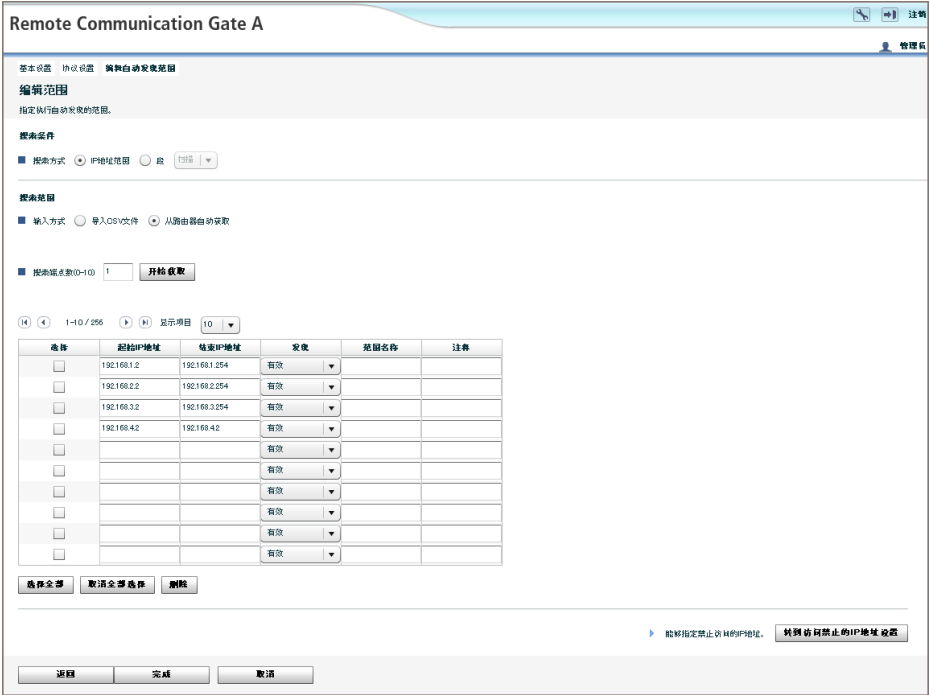 Remote Communication Gate A
注销
管理员
基本设置 协议设置 编辑自动发现范围
编辑范围
指定执行自动发现的范围。
搜索条件
搜索方式 IP地址范围 段 扫描
搜索范围
输入方式 导入CSV文件 从路由器自动获取
搜索端点数(0-10) 1 开始获取
1-10 / 256 显示项目 10
选择 起始IP地址 结束IP地址 发现 范围名称 注释
192.168.1.2 192.168.1.254 有效
192.168.2.2 192.168.2.254 有效
192.168.3.2 192.168.3.254 有效
192.168.4.2 192.168.4.2 有效
有效
有效
有效
有效
有效
有效
选择全部 取消全部选择 删除
能够指定禁止访问的IP地址。 转到访问禁止的IP地址设置
返回 完成 取消